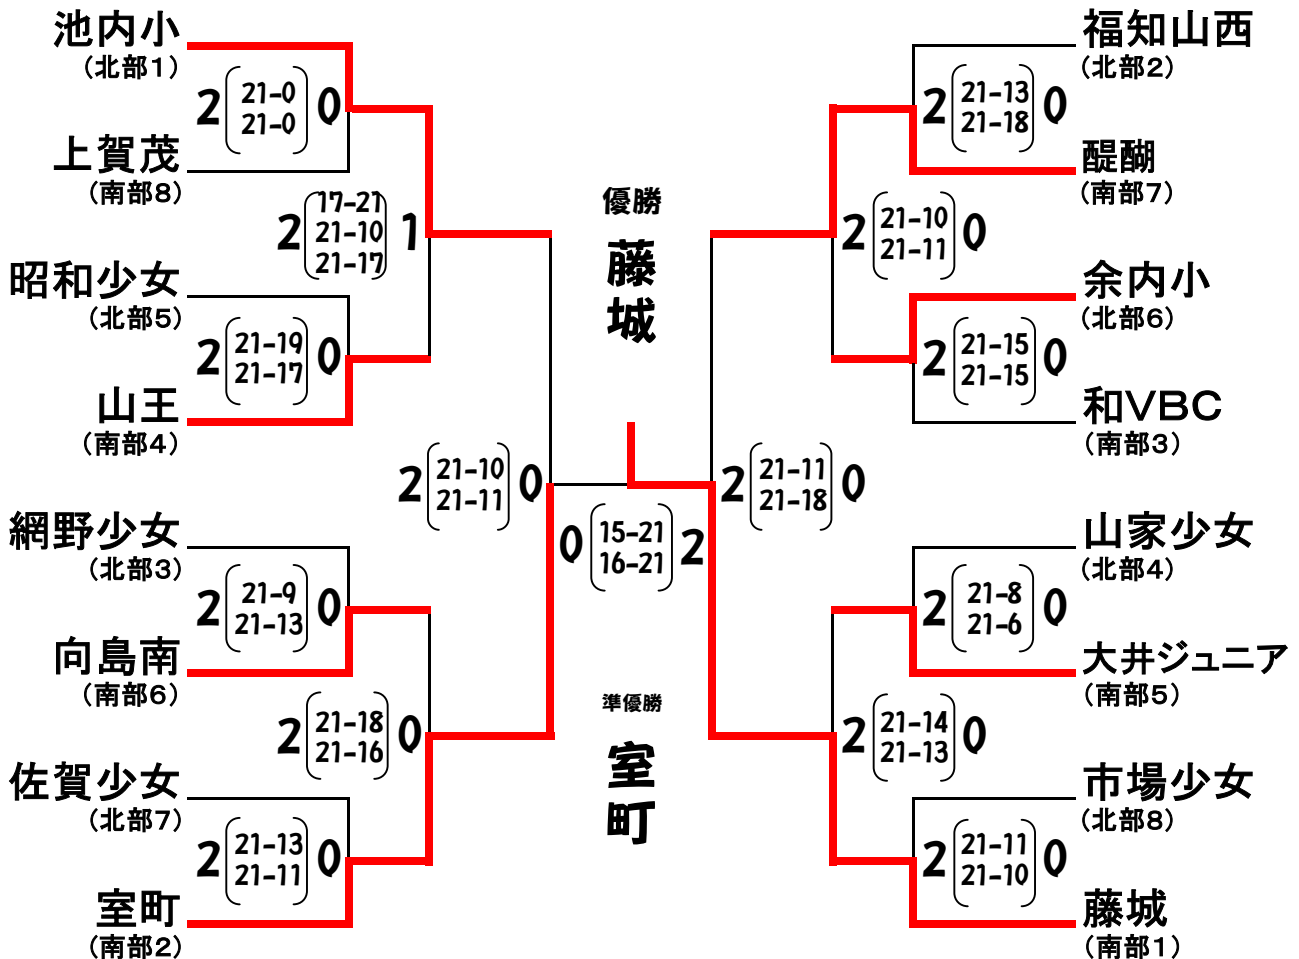 池内小
(北部1)
2 21-0 0
21-0
上賀茂
(南部8)
2 17-21 1
21-10
21-17
昭和少女
(北部5)
2 21-19 0
21-17
山王
(南部4)
2 21-10 0
21-11
網野少女
(北部3)
2 21-9 0
21-13
向島南
(南部6)
2 21-18 0
21-16
佐賀少女
(北部7)
2 21-13 0
21-11
室町
(南部2)
優勝
藤城
0 15-21 2
16-21
準優勝
室町
福知山西
(北部2)
2 21-13 0
21-18
醍醐
(南部7)
2 21-10 0
21-11
余内小
(北部6)
2 21-15 0
21-15
和VBC
(南部3)
2 21-11 0
21-18
山家少女
(北部4)
2 21-8 0
21-6
大井ジュニア
(南部5)
2 21-14 0
21-13
市場少女
(北部8)
2 21-11 0
21-10
藤城
(南部1)